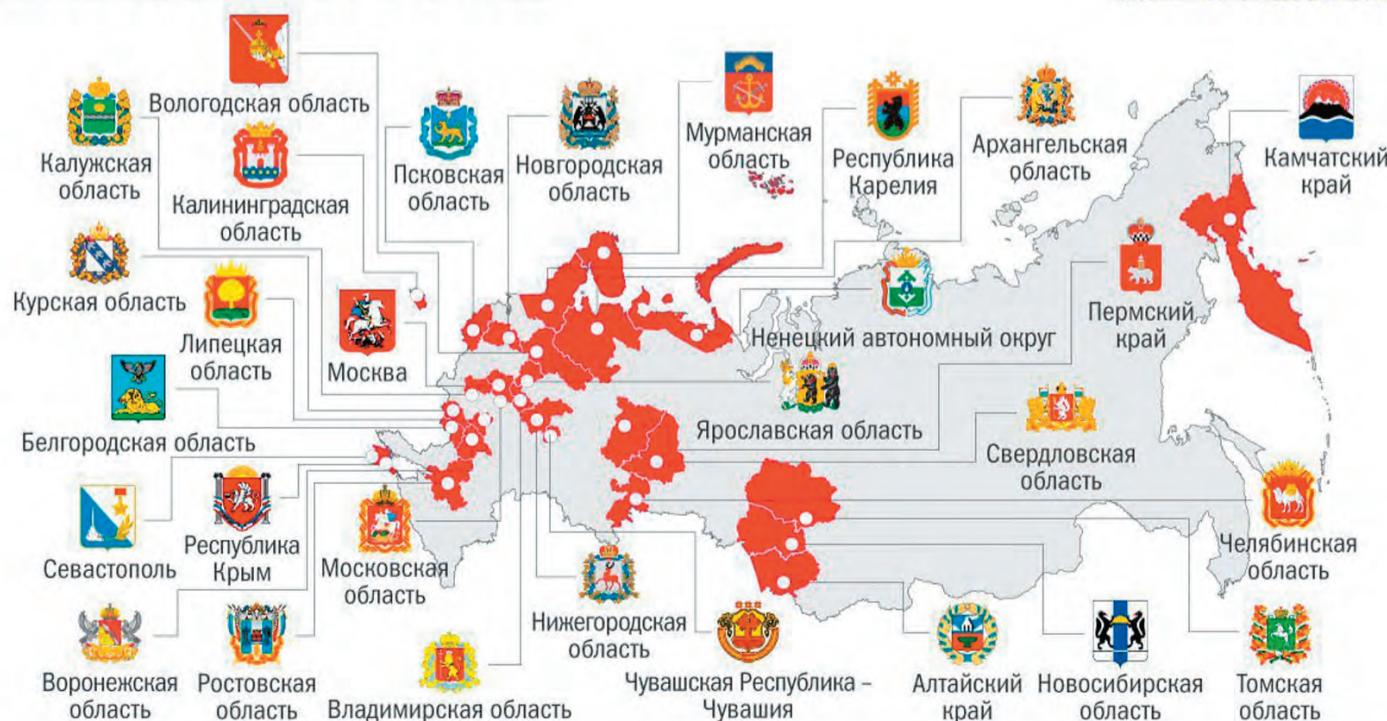 Вологодская область
Калужская
область
Калининградская
область
Псковская
область
Новгородская
область
Мурманская
область
Республика
Карелия
Архангельская
область
Камчатский
край
Курская область
Липецкая
область
Москва
Ненецкий автономный округ
Пермский
край
Белгородская область
Ярославская область
Свердловская
область
Севастополь
Республика
Крым
Московская
область
Нижегородская
область
Челябинская
область
Воронежская
область
Ростовская
область
Владимирская область
Чувашская Республика –
Чувашия
Алтайский
край
Новосибирская
область
Томская
область